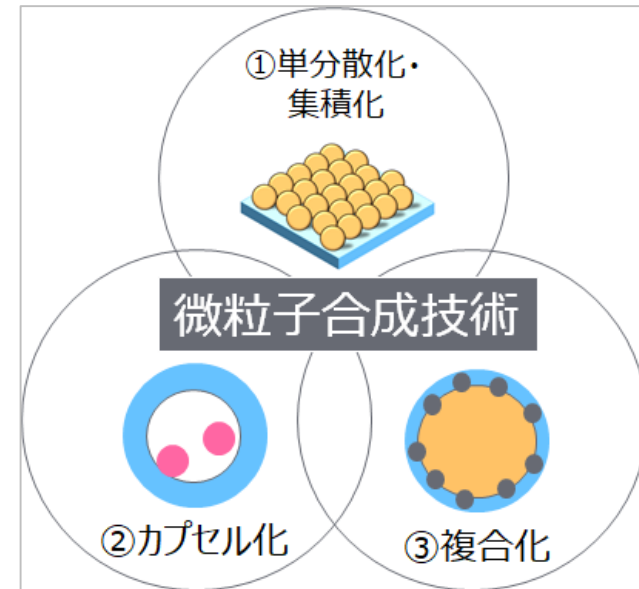 ①単分散化・
集積化
微粒子合成技術
②カプセル化
③複合化